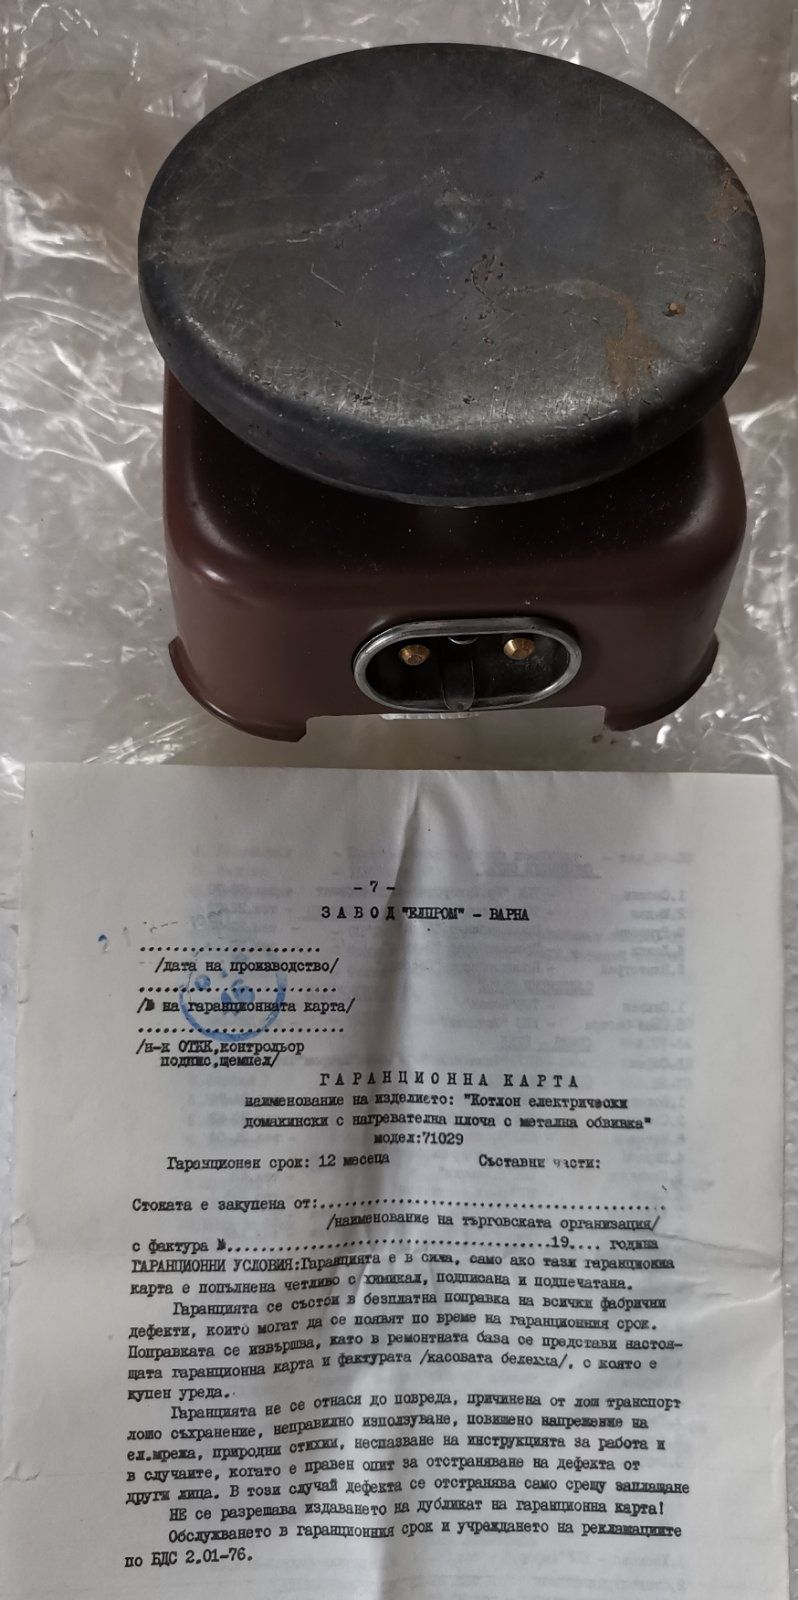 - 7 -
ЗАВОД "ЕЛПРОМ" - ВАРНА
/дата на производство/
/№ на гаранционната карта/
/н-к ОТКК,контрольор
подпис,щемпел/
ГАРАНЦИОННА КАРТА
наименование на изделието: "Котлон електрически
домакински с нагревателна плоча с метална обвивка"
модел:71029
Гаранционен срок: 12 месеца Съставни части:
Стоката е закупена от:........................................
/наименование на търговската организация/
с фактура №......................................19.... година
ГАРАНЦИОННИ УСЛОВИЯ:Гаранцията е в сила, само ако тази гаранционна
карта е попълнена четливо с химикал, подписана и подпечатана.
Гаранцията се състои в безплатна поправка на всички фабрични
дефекти, които могат да се появят по време на гаранционния срок.
Поправката се извършва, като в ремонтната база се представи настоя-
щата гаранционна карта и фактурата /касовата бележка/, с която е
купен уреда.
Гаранцията не се отнася до повреда, причинена от лош транспорт
лошо съхранение, неправилно използуване, повишено напрежение на
ел.мрежа, природни стихии, неспазване на инструкцията за работа и
в случаите, когато е правен опит за отстраняване на дефекта от
други лица. В този случай дефекта се отстранява само срещу заплащане
НЕ се разрешава издаването на дубликат на гаранционна карта!
Обслужването в гаранционния срок и учреждането на рекламациите
по БДС 2.01-76.